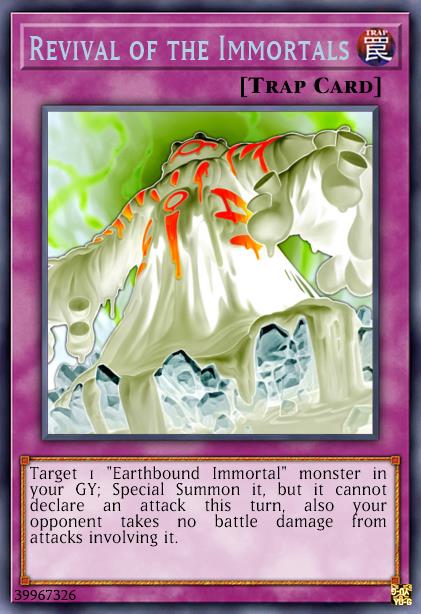 Revival of the Immortals
TRAP
罠
[Trap Card]
Target 1 "Earthbound Immortal" monster in
your GY; Special Summon it, but it cannot
declare an attack this turn, also your
opponent takes no battle damage from
attacks involving it.
39967326